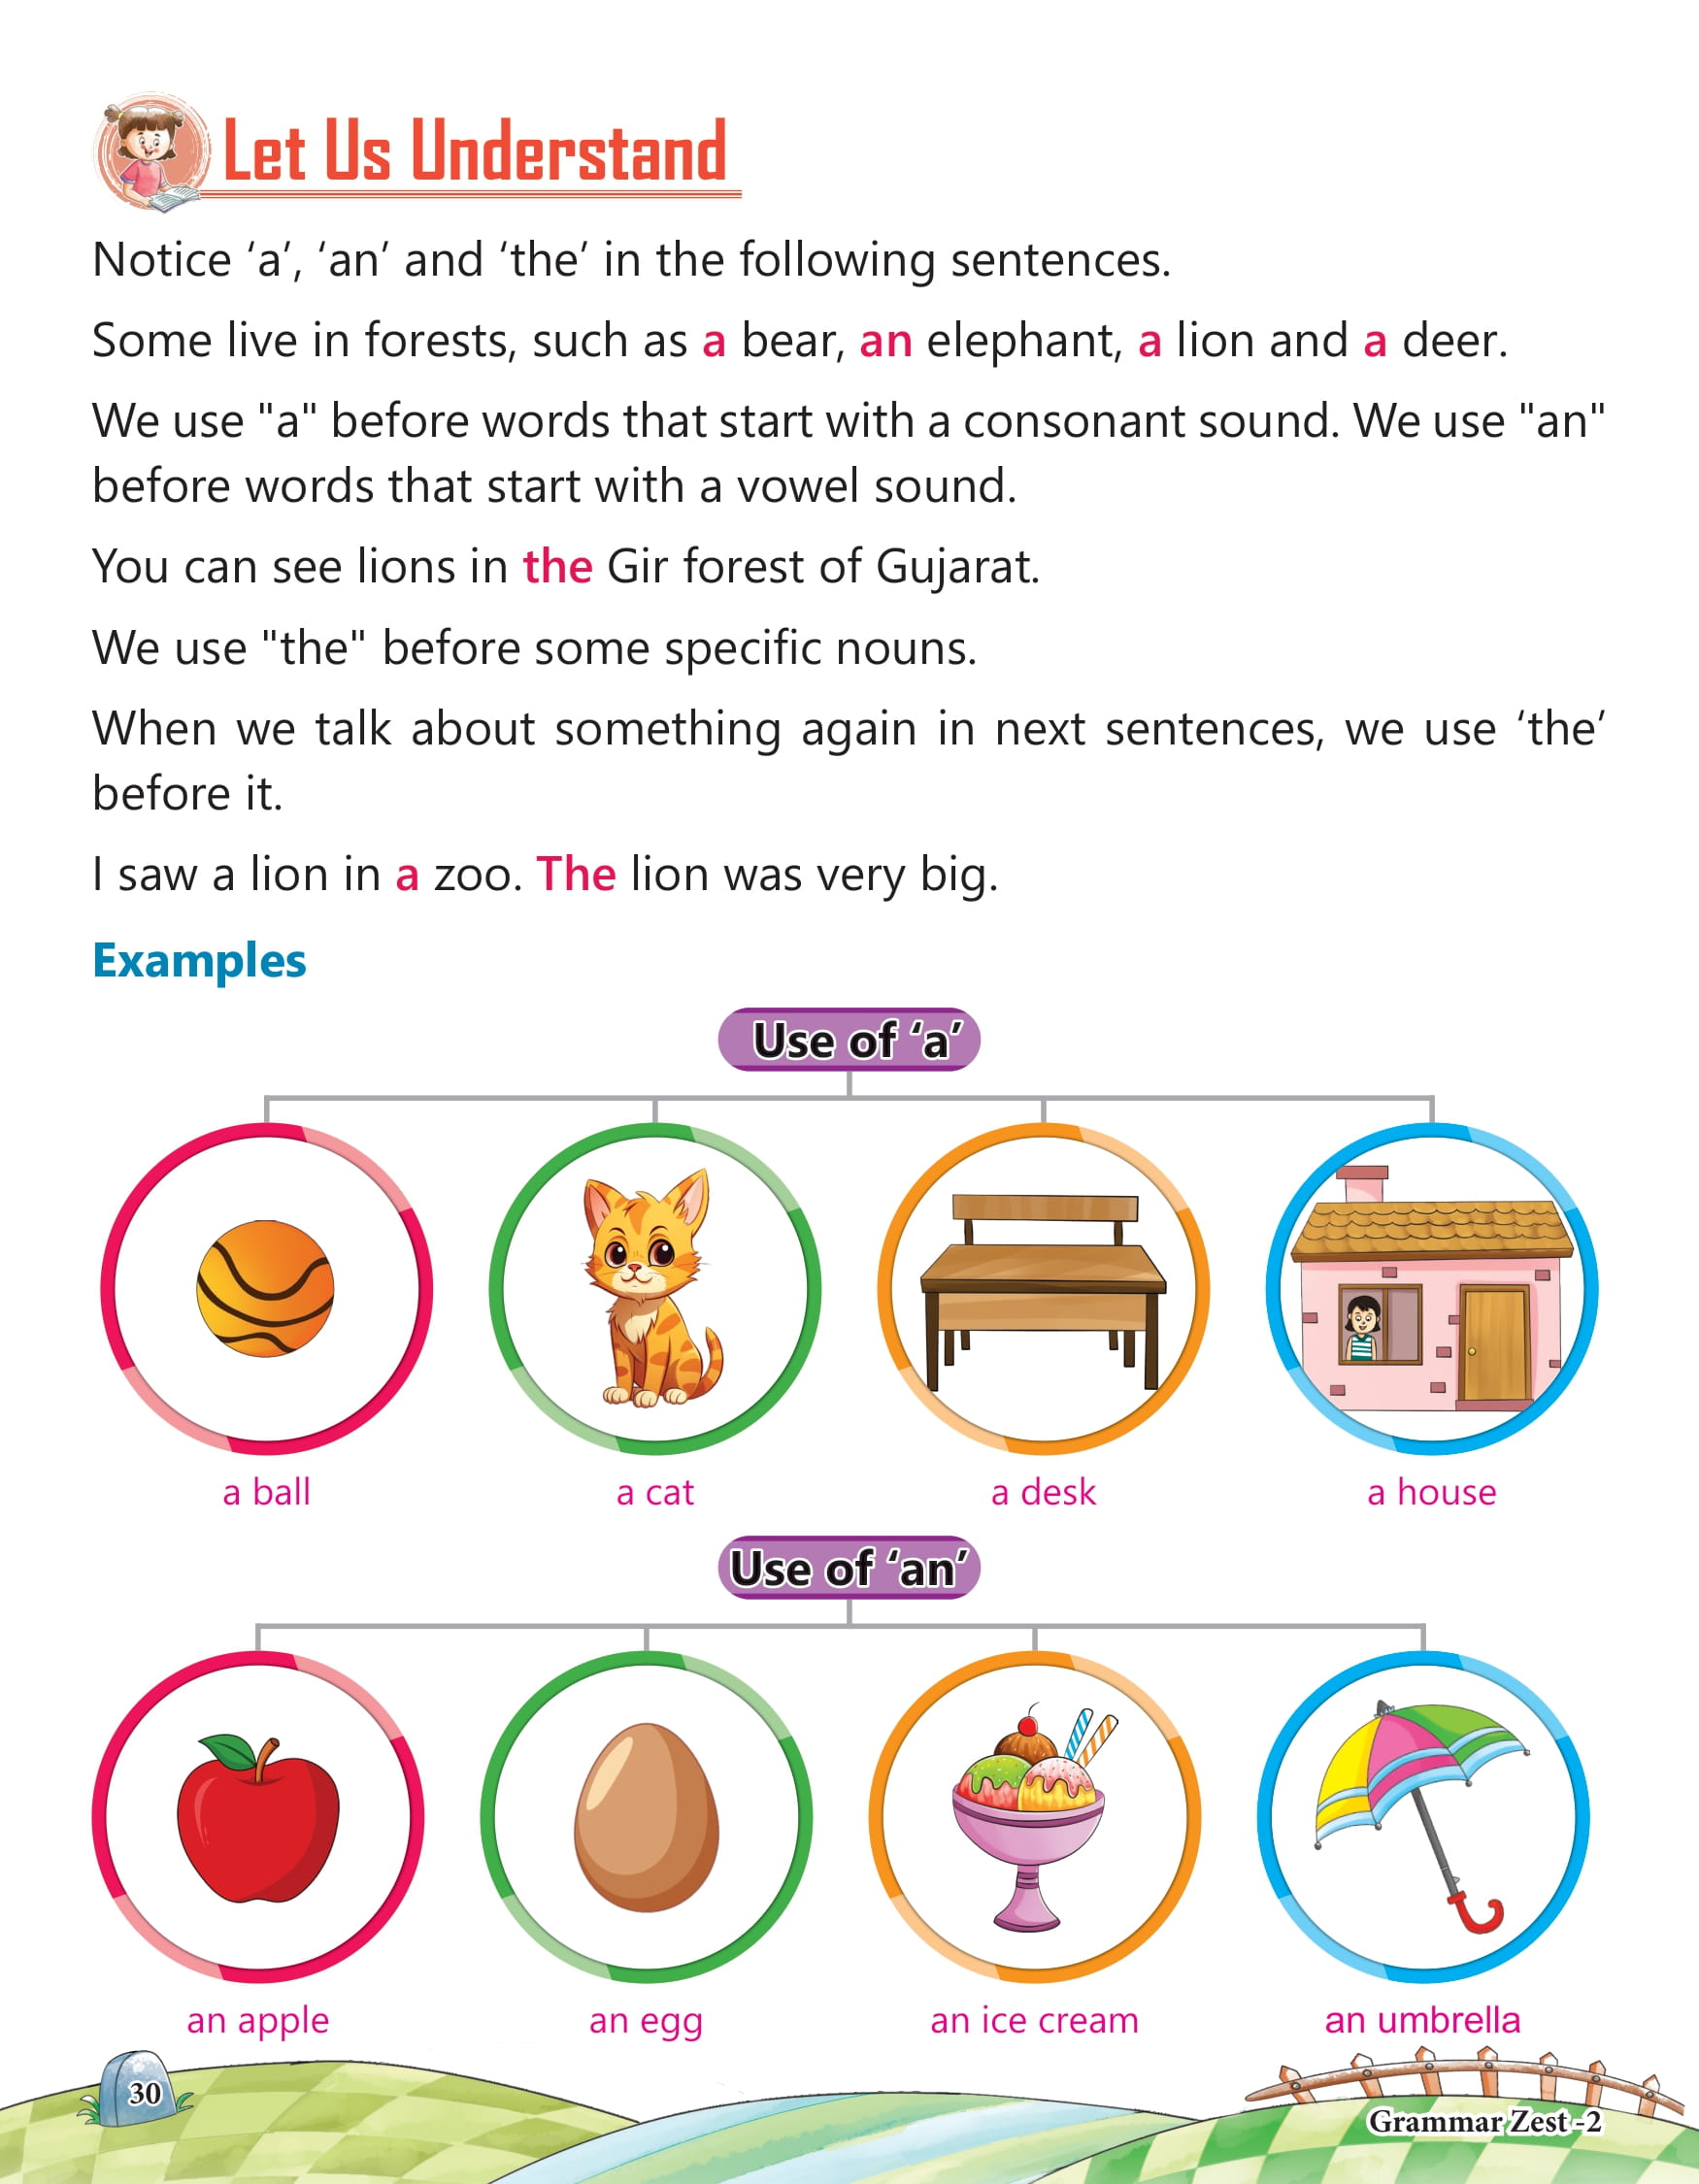 Let Us Understand
Notice ‘a’, ‘an’ and ‘the’ in the following sentences.
Some live in forests, such as a bear, an elephant, a lion and a deer.
We use "a" before words that start with a consonant sound. We use "an"
before words that start with a vowel sound.
You can see lions in the Gir forest of Gujarat.
We use "the" before some specific nouns.
When we talk about something again in next sentences, we use ‘the’
before it.
I saw a lion in a zoo. The lion was very big.
Examples
Use of ‘a’
a ball
a cat
a desk
a house
Use of ‘an’
an apple
an egg
an ice cream
an umbrella
30
Grammar Zest -2